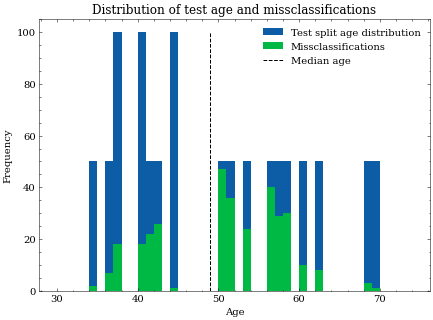 Distribution of test age and missclassifications
Test split age distribution
Missclassifications
Median age
Frequency
100
80
60
40
20
0
30 40 50 60 70
Age